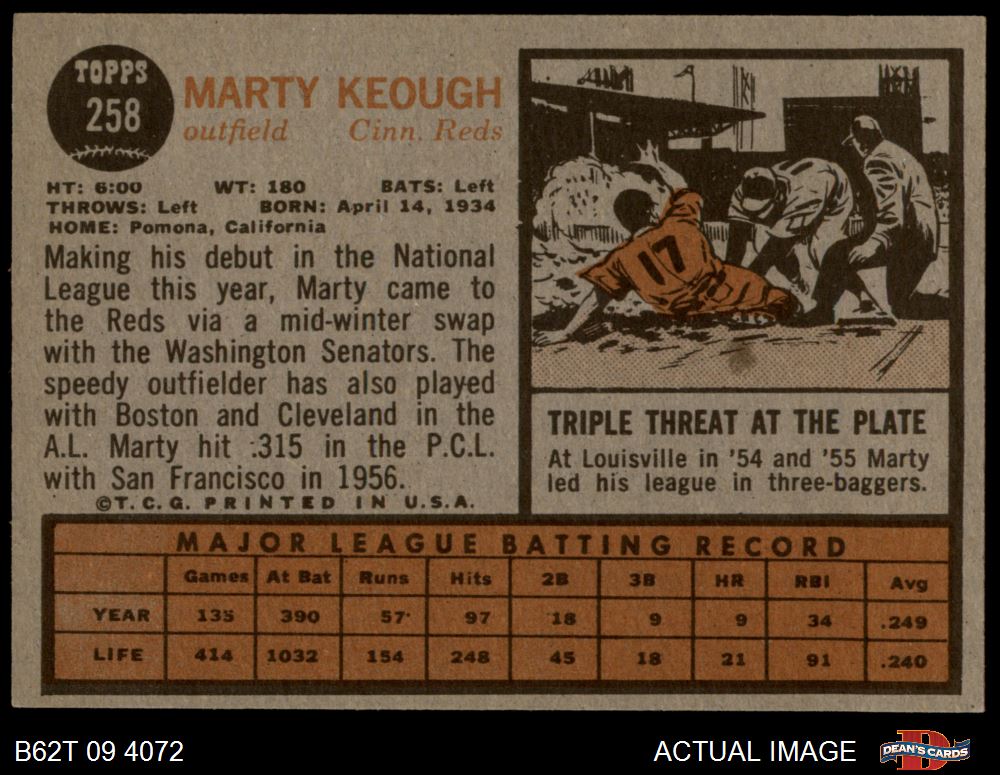 TOPPS
258
MARTY KEOUGH
outfield Cinn. Reds
HT: 6:00 WT: 180 BATS: Left
THROWS: Left BORN: April 14, 1934
HOME: Pomona, California
Making his debut in the National
League this year, Marty came to
the Reds via a mid-winter swap
with the Washington Senators. The
speedy outfielder has also played
with Boston and Cleveland in the
A.L. Marty hit .315 in the P.C.L.
with San Francisco in 1956.
©T.C.G. PRINTED IN U.S.A.
17
TRIPLE THREAT AT THE PLATE
At Louisville in '54 and '55 Marty
led his league in three-baggers.
MAJOR LEAGUE BATTING RECORD
Games At Bat Runs Hits 2B 3B HR RBI Avg
YEAR 135 390 57 97 18 9 9 34 .249
LIFE 414 1032 154 248 45 18 21 91 .240
B62T 09 4072 ACTUAL IMAGE DEAN'S CARDS